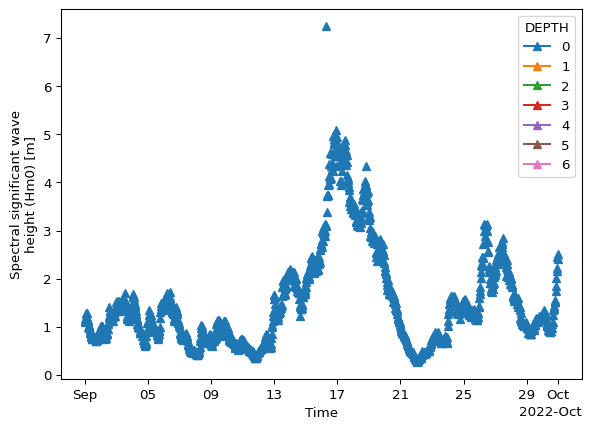 DEPTH
0
1
2
3
4
5
6
7
6
5
4
3
2
1
0
Spectral significant wave
height (Hm0) [m]
Sep 05 09 13 17 21 25 29 Oct
Time
2022-Oct